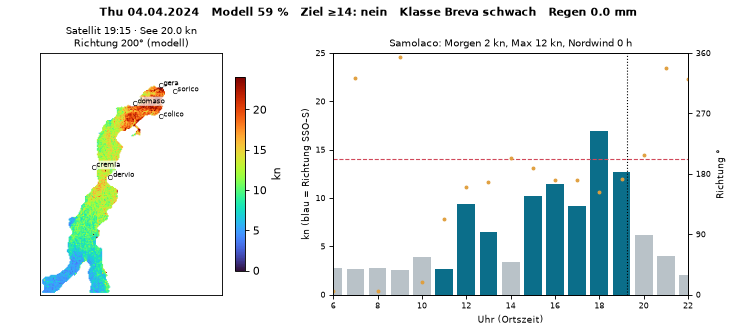 Thu 04.04.2024 Modell 59 % Ziel ≥14: nein Klasse Breva schwach Regen 0.0 mm
Satellit 19:15 · See 20.0 kn
Richtung 200° (modell)
gera
sorico
domaso
colico
cremia
dervio
20
15
10
5
0
kn
Samolaco: Morgen 2 kn, Max 12 kn, Nordwind 0 h
25
20
15
10
5
0
kn (blau = Richtung SSO–S)
360
270
180
90
0
Richtung °
6 8 10 12 14 16 18 20 22
Uhr (Ortszeit)